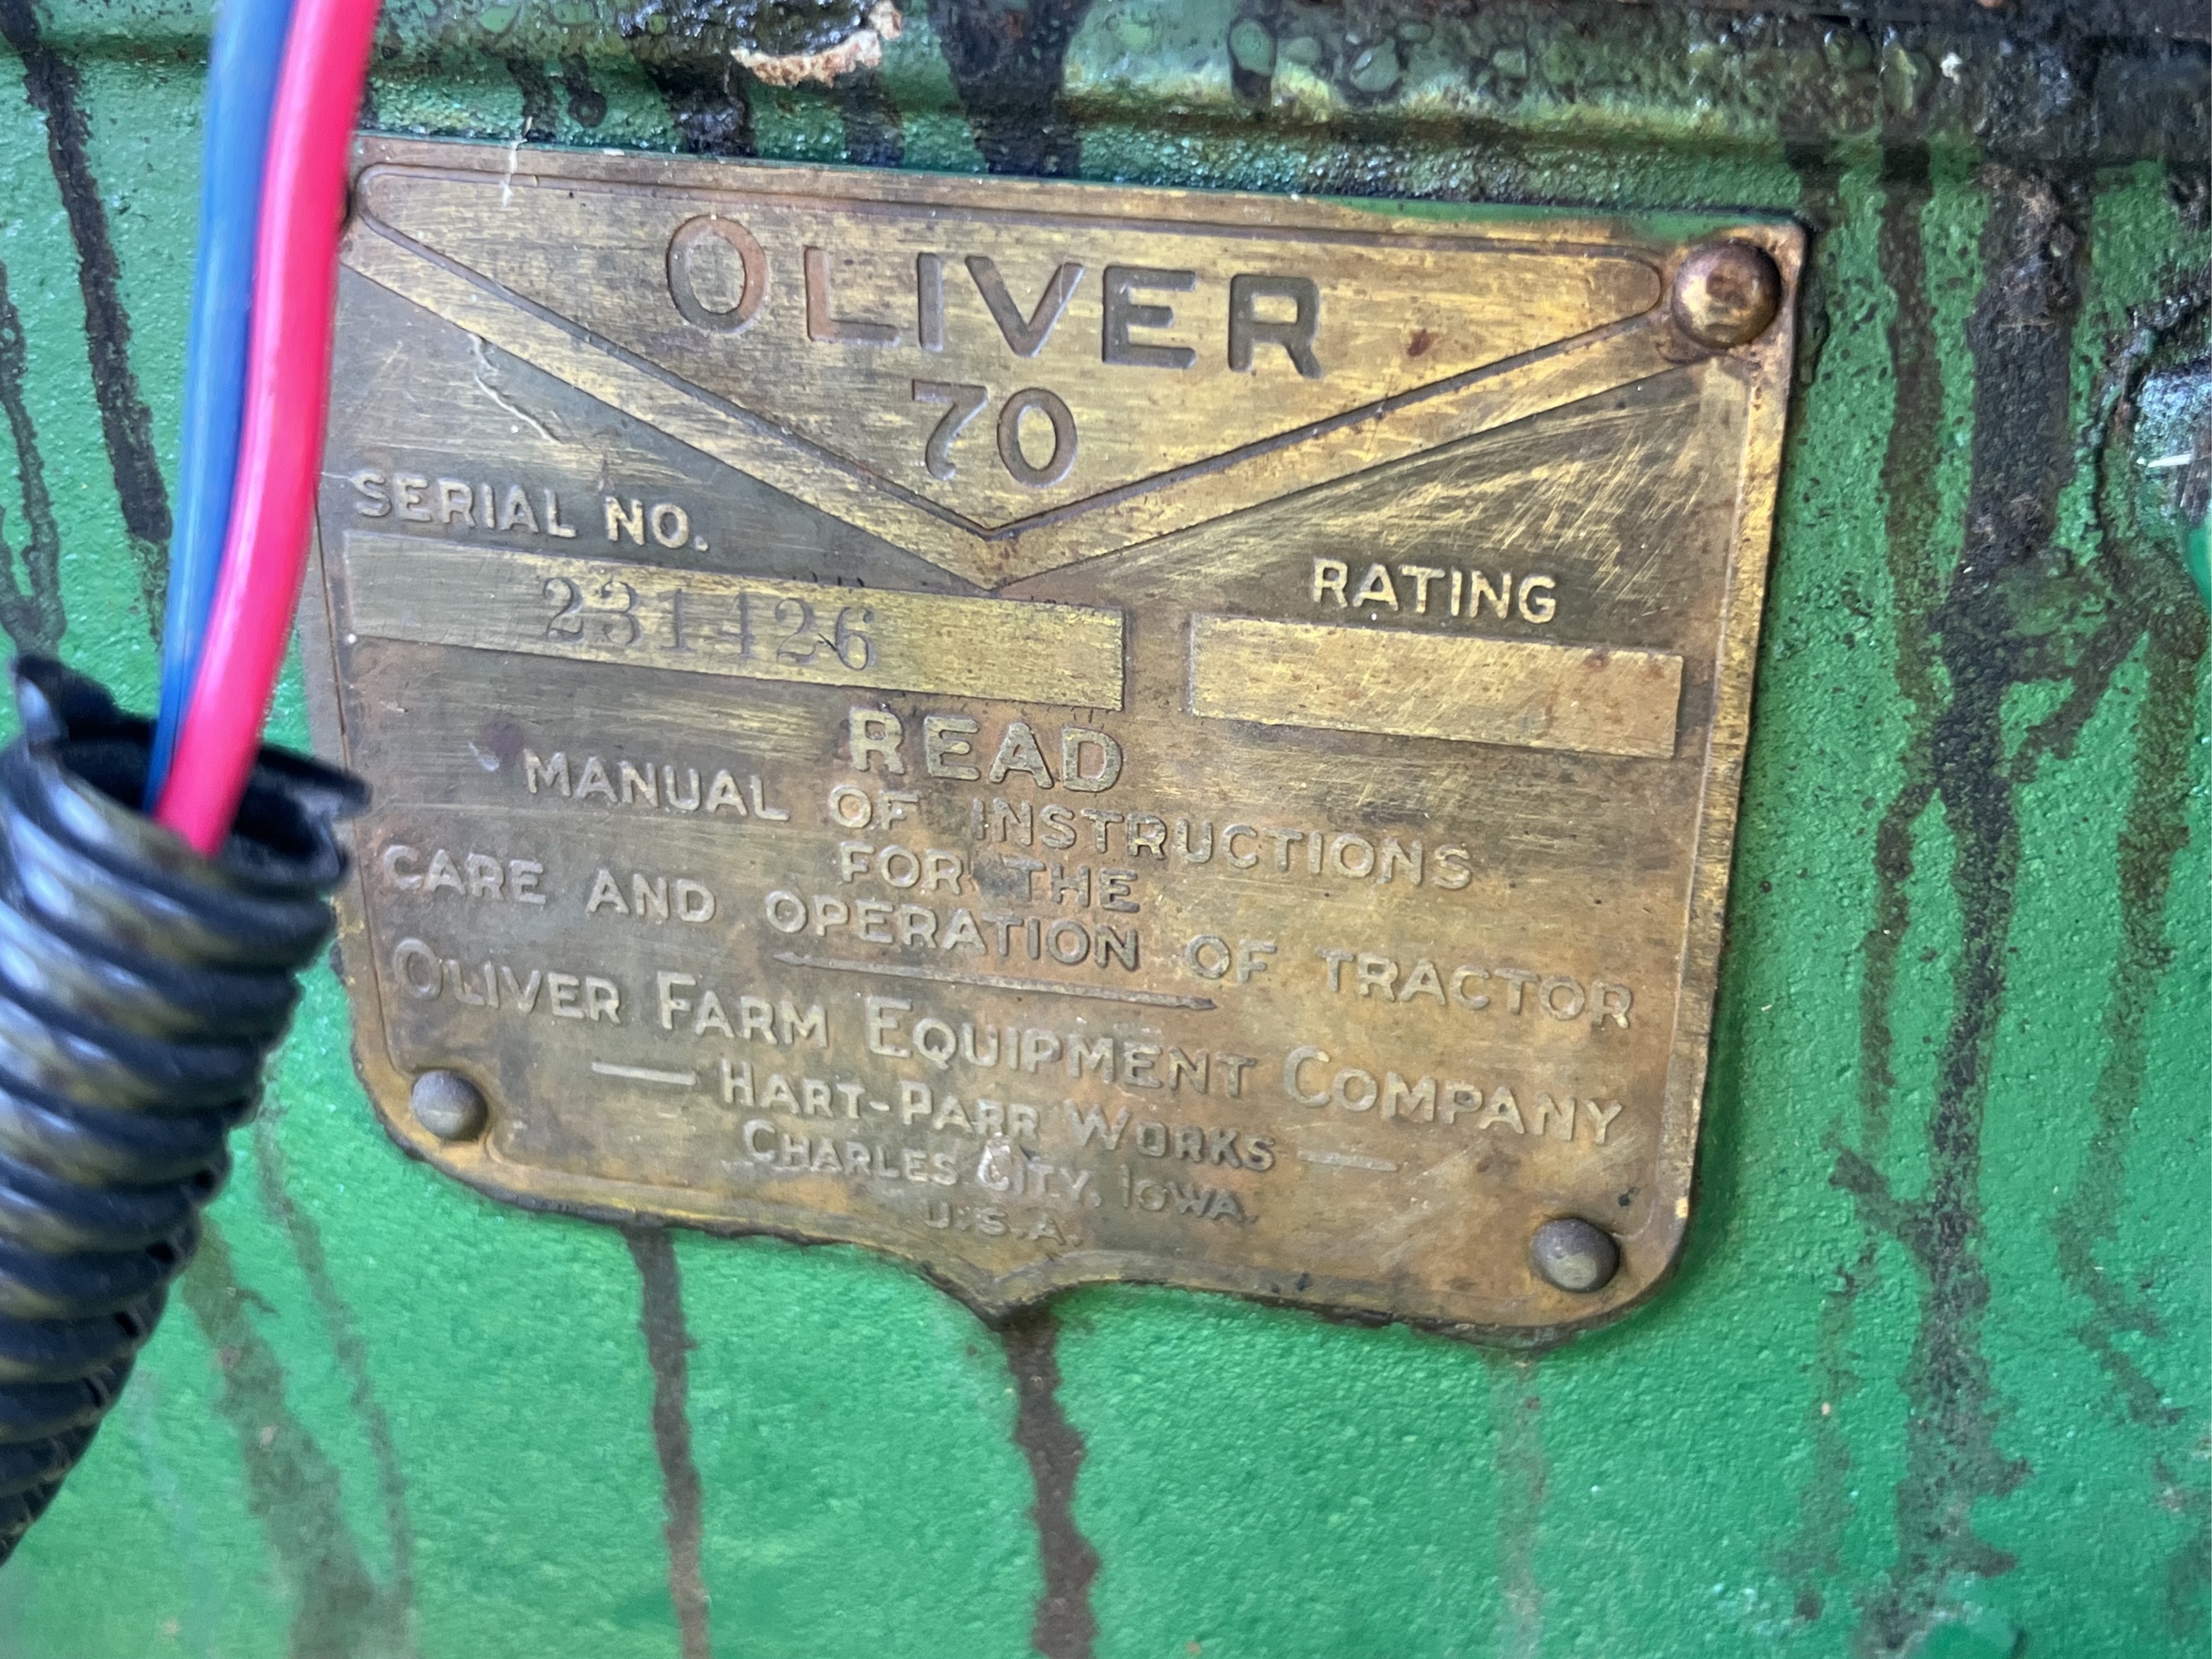 OLIVER
70
SERIAL NO.
231426
RATING
READ
MANUAL OF INSTRUCTIONS
FOR THE
CARE AND OPERATION OF TRACTOR
OLIVER FARM EQUIPMENT COMPANY
— HART-PARR WORKS —
CHARLES CITY, IOWA.
U.S.A.